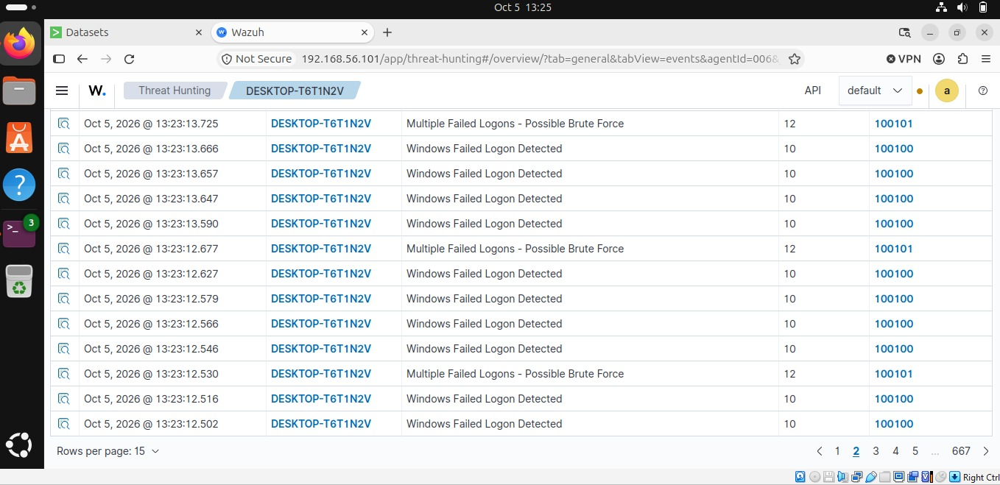 Oct 5 13:25
Datasets
Wazuh
Not Secure 192.168.56.101/app/threat-hunting#/overview/?tab=general&tabView=events&agentId=006&
VPN
W. Threat Hunting DESKTOP-T6T1N2V API default a
Oct 5, 2026 @ 13:23:13.725 DESKTOP-T6T1N2V Multiple Failed Logons - Possible Brute Force 12 100101
Oct 5, 2026 @ 13:23:13.666 DESKTOP-T6T1N2V Windows Failed Logon Detected 10 100100
Oct 5, 2026 @ 13:23:13.657 DESKTOP-T6T1N2V Windows Failed Logon Detected 10 100100
Oct 5, 2026 @ 13:23:13.647 DESKTOP-T6T1N2V Windows Failed Logon Detected 10 100100
Oct 5, 2026 @ 13:23:13.590 DESKTOP-T6T1N2V Windows Failed Logon Detected 10 100100
3
Oct 5, 2026 @ 13:23:12.677 DESKTOP-T6T1N2V Multiple Failed Logons - Possible Brute Force 12 100101
Oct 5, 2026 @ 13:23:12.627 DESKTOP-T6T1N2V Windows Failed Logon Detected 10 100100
Oct 5, 2026 @ 13:23:12.579 DESKTOP-T6T1N2V Windows Failed Logon Detected 10 100100
Oct 5, 2026 @ 13:23:12.566 DESKTOP-T6T1N2V Windows Failed Logon Detected 10 100100
Oct 5, 2026 @ 13:23:12.546 DESKTOP-T6T1N2V Windows Failed Logon Detected 10 100100
Oct 5, 2026 @ 13:23:12.530 DESKTOP-T6T1N2V Multiple Failed Logons - Possible Brute Force 12 100101
Oct 5, 2026 @ 13:23:12.516 DESKTOP-T6T1N2V Windows Failed Logon Detected 10 100100
Oct 5, 2026 @ 13:23:12.502 DESKTOP-T6T1N2V Windows Failed Logon Detected 10 100100
Rows per page: 15 1 2 3 4 5 ... 667
Right Ctrl